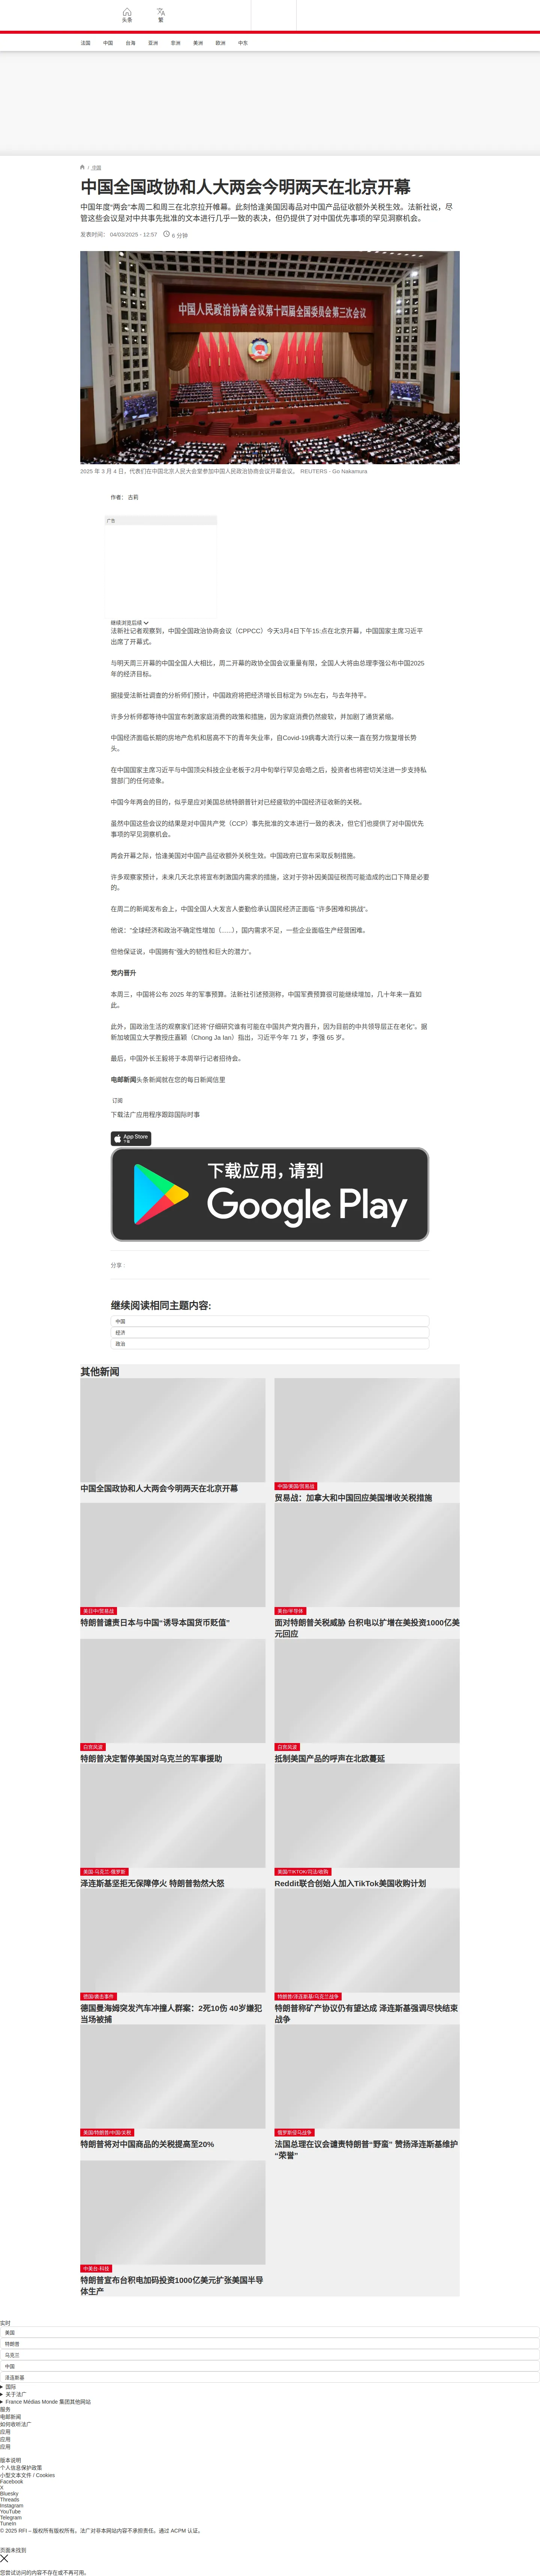 头条
繁
法国
中国
台海
亚洲
非洲
美洲
欧洲
中东
/ 中国
中国全国政协和人大两会今明两天在北京开幕
中国年度“两会”本周二和周三在北京拉开帷幕。此刻恰逢美国因毒品对中国产品征收额外关税生效。法新社说，尽
管这些会议是对中共事先批准的文本进行几乎一致的表决，但仍提供了对中国优先事项的罕见洞察机会。
发表时间： 04/03/2025 - 12:57
6 分钟
中国人民政治协商会议第十四届全国委员会第三次会议
2025 年 3 月 4 日，代表们在中国北京人民大会堂参加中国人民政治协商会议开幕会议。 REUTERS - Go Nakamura
作者： 古莉
广告
继续浏览后续
法新社记者观察到，中国全国政治协商会议（CPPCC）今天3月4日下午15:点在北京开幕，中国国家主席习近平
出席了开幕式。
与明天周三开幕的中国全国人大相比，周二开幕的政协全国会议重量有限，全国人大将由总理李强公布中国2025
年的经济目标。
据接受法新社调查的分析师们预计，中国政府将把经济增长目标定为 5%左右，与去年持平。
许多分析师都等待中国宣布刺激家庭消费的政策和措施，因为家庭消费仍然疲软，并加剧了通货紧缩。
中国经济面临长期的房地产危机和居高不下的青年失业率，自Covid-19病毒大流行以来一直在努力恢复增长势
头。
在中国国家主席习近平与中国顶尖科技企业老板于2月中旬举行罕见会晤之后，投资者也将密切关注进一步支持私
营部门的任何迹象。
中国今年两会的目的，似乎是应对美国总统特朗普针对已经疲软的中国经济征收新的关税。
虽然中国这些会议的结果是对中国共产党（CCP）事先批准的文本进行一致的表决，但它们也提供了对中国优先
事项的罕见洞察机会。
两会开幕之际，恰逢美国对中国产品征收额外关税生效。中国政府已宣布采取反制措施。
许多观察家预计，未来几天北京将宣布刺激国内需求的措施，这对于弥补因美国征税而可能造成的出口下降是必要
的。
在周二的新闻发布会上，中国全国人大发言人娄勤俭承认国民经济正面临 “许多困难和挑战”。
他说：“全球经济和政治不确定性增加（......），国内需求不足，一些企业面临生产经营困难。
但他保证说，中国拥有“强大的韧性和巨大的潜力”。
党内晋升
本周三，中国将公布 2025 年的军事预算。法新社引述预测称，中国军费预算很可能继续增加，几十年来一直如
此。
此外，国政治生活的观察家们还将“仔细研究谁有可能在中国共产党内晋升，因为目前的中共领导层正在老化”。据
新加坡国立大学教授庄嘉颖（Chong Ja Ian）指出，习近平今年 71 岁，李强 65 岁。
最后，中国外长王毅将于本周举行记者招待会。
电邮新闻头条新闻就在您的每日新闻信里
订阅
下载法广应用程序跟踪国际时事
App Store
下载
下载应用，请到
Google Play
分享 :
继续阅读相同主题内容:
中国
经济
政治
其他新闻
中国全国政协和人大两会今明两天在北京开幕
中国/美国/贸易战
贸易战：加拿大和中国回应美国增收关税措施
美日中/贸易战
特朗普谴责日本与中国“诱导本国货币贬值”
美台/半导体
面对特朗普关税威胁 台积电以扩增在美投资1000亿美
元回应
白宫风波
特朗普决定暂停美国对乌克兰的军事援助
白宫风波
抵制美国产品的呼声在北欧蔓延
美国·乌克兰·俄罗斯
泽连斯基坚拒无保障停火 特朗普勃然大怒
美国/TIKTOK/司法/收购
Reddit联合创始人加入TikTok美国收购计划
德国/袭击事件
德国曼海姆突发汽车冲撞人群案：2死10伤 40岁嫌犯
当场被捕
特朗普/泽连斯基/乌克兰战争
特朗普称矿产协议仍有望达成 泽连斯基强调尽快结束
战争
美国/特朗普/中国/关税
特朗普将对中国商品的关税提高至20%
俄罗斯侵乌战争
法国总理在议会谴责特朗普“野蛮” 赞扬泽连斯基维护
“荣誉”
中美台·科技
特朗普宣布台积电加码投资1000亿美元扩张美国半导
体生产
实时
美国
特朗普
乌克兰
中国
泽连斯基
国际
关于法广
France Médias Monde 集团其他网站
服务
电邮新闻
如何收听法广
应用
应用
应用
版本说明
个人信息保护政策
小型文本文件 / Cookies
Facebook
X
Bluesky
Threads
Instagram
YouTube
Telegram
TuneIn
© 2025 RFI – 版权所有版权所有。法广对非本网站内容不承担责任。通过 ACPM 认证。
页面未找到
您尝试访问的内容不存在或不再可用。